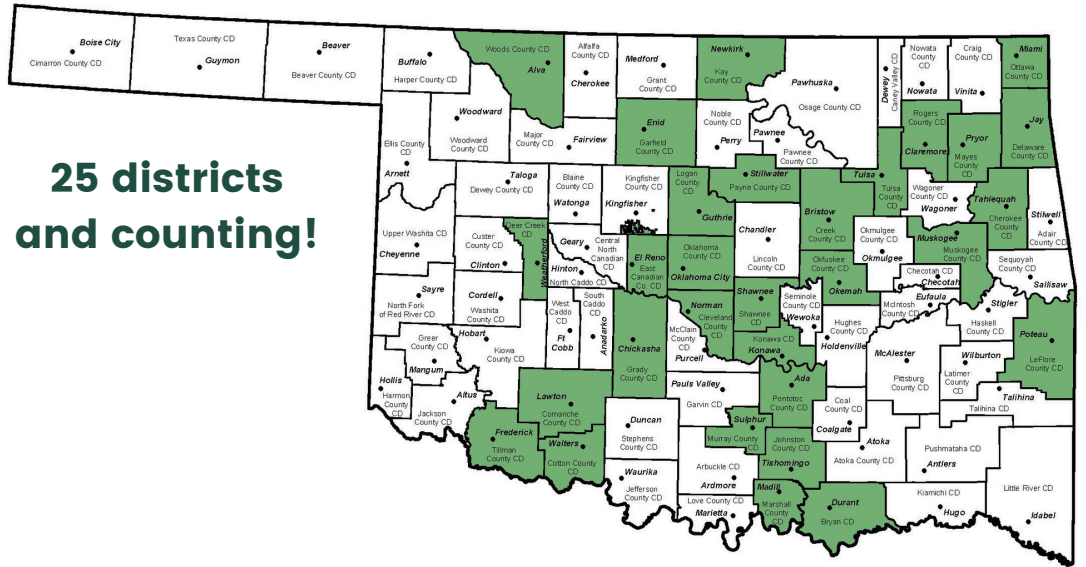 25 districts
and counting!
Boise City
Cimarron County CD
Texas County CD
Guymon
Beaver
Beaver County CD
Buffalo
Harper County CD
Woods County CD
Alva
Alfalfa
County CD
Cherokee
Medford
Grant
County CD
Newkirk
Kay
County CD
Pawhuska
Osage County CD
Dewey
Caney Valley CD
Nowata
County CD
Nowata
Craig
County CD
Vinita
Miami
Ottawa
County CD
Woodward
Woodward
County CD
Major
County CD
Fairview
Enid
Garfield
County CD
Noble
County CD
Perry
Pawnee
Pawnee
County CD
Rogers
County CD
Claremore
Pryor
Mayes
County
CD
Jay
Delaware
County CD
Ellis County
CD
Arnett
Taloga
Dewey County CD
Blaine
County CD
Watonga
Kingfisher
County CD
Kingfisher
Logan
County
CD
Guthrie
Stillwater
Payne County CD
Tulsa
Tulsa
County
CD
Wagoner
County CD
Wagoner
Tahlequah
Cherokee
County CD
Stilwell
Adair
County CD
Upper Washita CD
Cheyenne
Custer
County CD
Clinton
Deer Creek
CD
Weatherford
Geary
Central
North
Canadian
CD
Hinton
North Caddo CD
El Reno
East
Canadian
Co. CD
Oklahoma
County CD
Oklahoma City
Chandler
Lincoln
County CD
Bristow
Creek
County CD
Okmulgee
County CD
Okmulgee
Muskogee
Muskogee
County CD
Sequoyah
County CD
Sallisaw
Sayre
North Fork
of Red River CD
Cordell
Washita
County CD
West
Caddo
CD
Ft
Cobb
South
Caddo
CD
Anadarko
Chickasha
Grady
County CD
Norman
Cleveland
County
CD
McClain
County
CD
Purcell
Shawnee
Shawnee
CD
Konawa CD
Konawa
Seminole
County CD
Wewoka
Okfuskee
County CD
Okemah
Hughes
County
CD
Holdenville
Checotah CD
Checotah
McIntosh
County CD
Eufaula
Stigler
Haskell
County CD
Poteau
LeFlore
County CD
Greer
County CD
Mangum
Hobart
Kiowa
County CD
McAlester
Pittsburg
County CD
Wilburton
Latimer
County
CD
Talihina
Talihina CD
Hollis
Harmon
County
CD
Altus
Jackson
County CD
Lawton
Comanche
County CD
Pauls Valley
Garvin CD
Ada
Pontotoc
County CD
Coal
County CD
Coalgate
Atoka
Atoka County CD
Pushmataha CD
Antlers
Frederick
Tillman
County CD
Walters
Cotton County
CD
Duncan
Stephens
County CD
Sulphur
Murray County
CD
Johnston
County CD
Tishomingo
Waurika
Jefferson
County CD
Arbuckle CD
Ardmore
Love County CD
Marietta
Madill
Marshall
County
CD
Durant
Bryan CD
Kiamichi CD
Hugo
Little River CD
Idabel